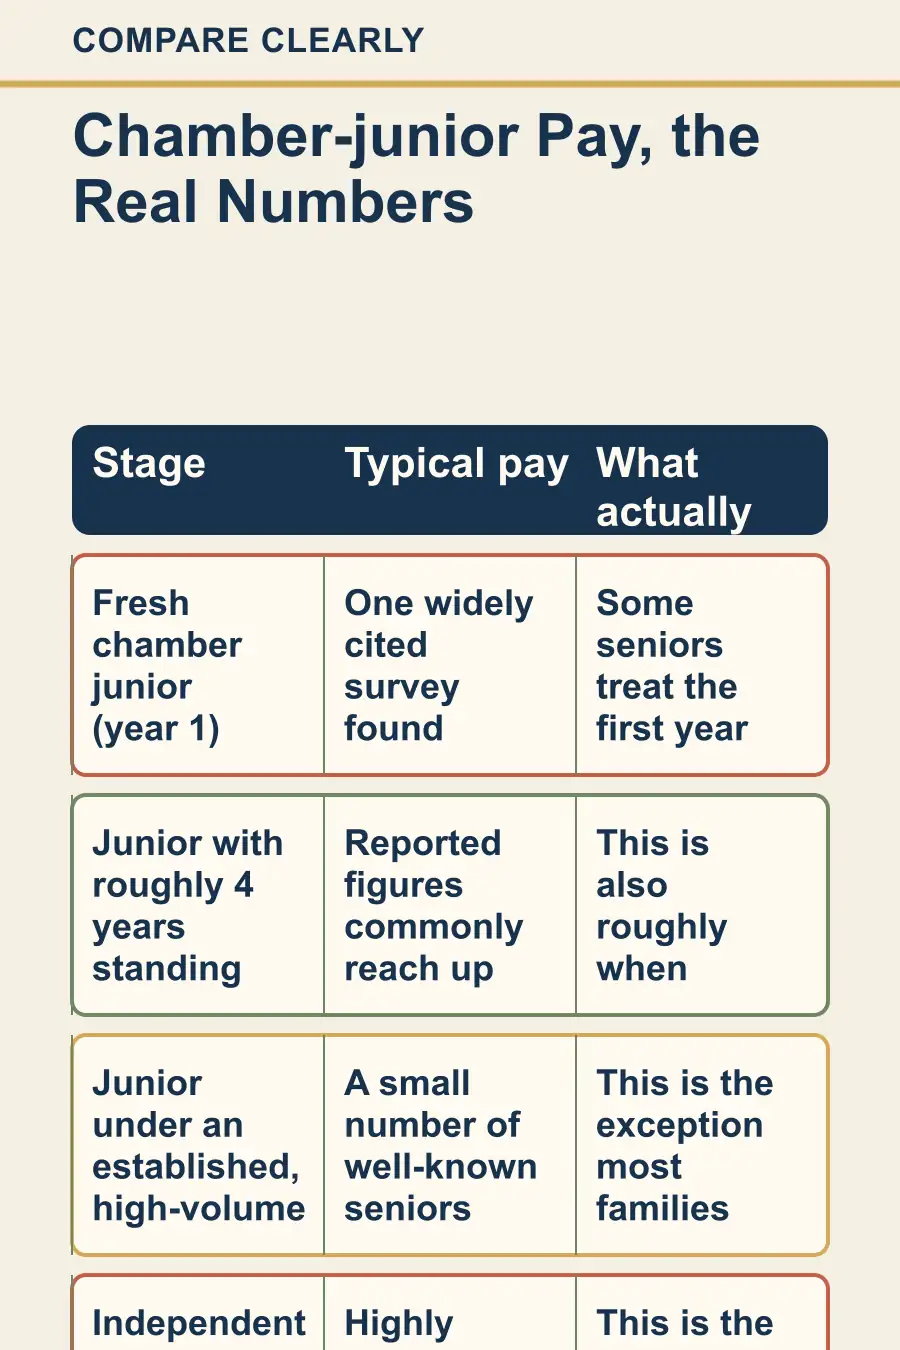 COMPARE CLEARLY
Chamber-junior Pay, the
Real Numbers
Stage
Typical pay
What
actually
Fresh
chamber
junior
(year 1)
One widely
cited
survey
found
Some
seniors
treat the
first year
Junior with
roughly 4
years
standing
Reported
figures
commonly
reach up
This is
also
roughly
when
Junior
under an
established,
high-volume
A small
number of
well-known
seniors
This is the
exception
most
families
Independent
Highly
This is the